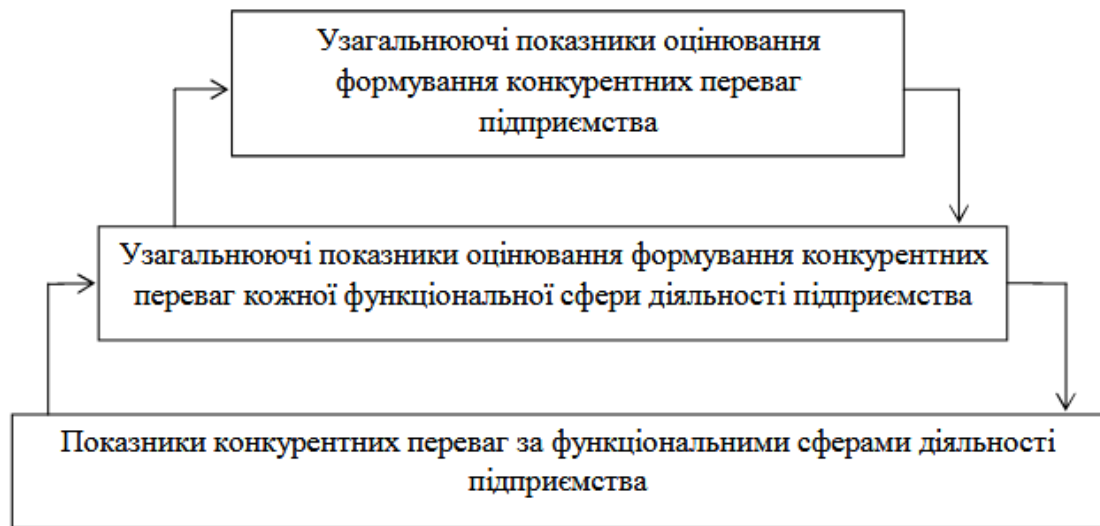 Узагальнюючі показники оцінювання
формування конкурентних переваг
підприємства
Узагальнюючі показники оцінювання формування конкурентних
переваг кожної функціональної сфери діяльності підприємства
Показники конкурентних переваг за функціональними сферами діяльності
підприємства